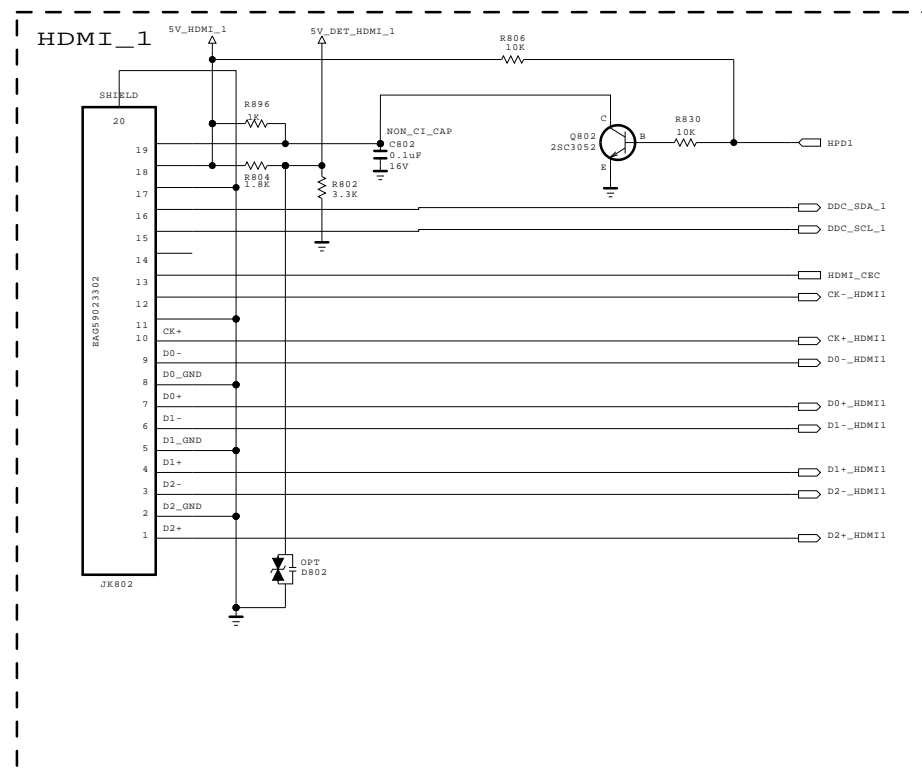 HDMI_1
5V_HDMI_1
5V_DET_HDMI_1
R806
10K
SHIELD
20
R896
1K
NON_CI_CAP
C802
0.1uF
16V
C
Q802
2SC3052
B
E
R830
10K
HPD1
19
18
R804
1.8K
R802
3.3K
17
16
DDC_SDA_1
15
DDC_SCL_1
14
13
HDMI_CEC
12
CK-_HDMI1
EAG59023302
11
10
CK+
CK+_HDMI1
9
D0-
D0-_HDMI1
8
D0_GND
7
D0+
D0+_HDMI1
6
D1-
D1-_HDMI1
5
D1_GND
4
D1+
D1+_HDMI1
3
D2-
D2-_HDMI1
2
D2_GND
1
D2+
D2+_HDMI1
OPT
D802
JK802